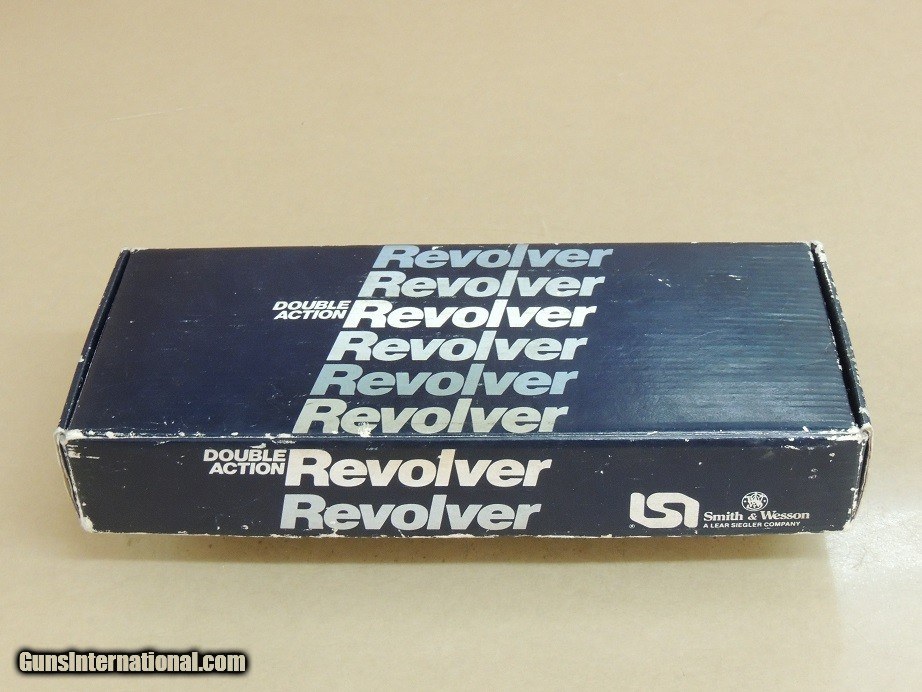 Revolver
Revolver
DOUBLE ACTION Revolver
Revolver
Revolver
Revolver
DOUBLE ACTION Revolver
Revolver
LSI
® Smith & Wesson
A LEAR SIEGLER COMPANY
GunsInternational.com